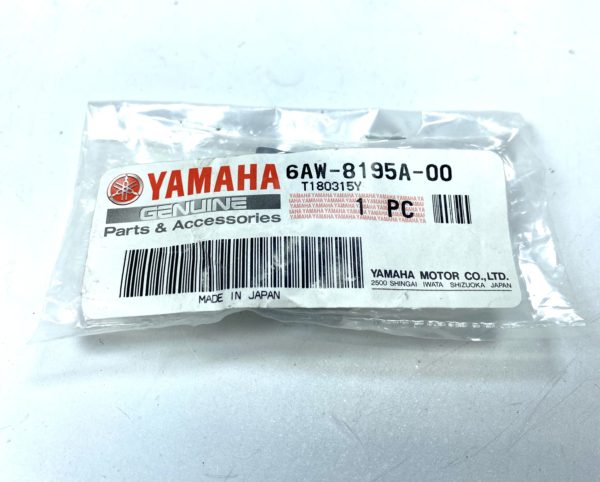 YAMAHA
GENUINE
Parts & Accessories
6AW-8195A-00
T180315Y
1 PC
MADE IN JAPAN
YAMAHA MOTOR CO.,LTD.
2500 SHINGAI IWATA SHIZUOKA JAPAN